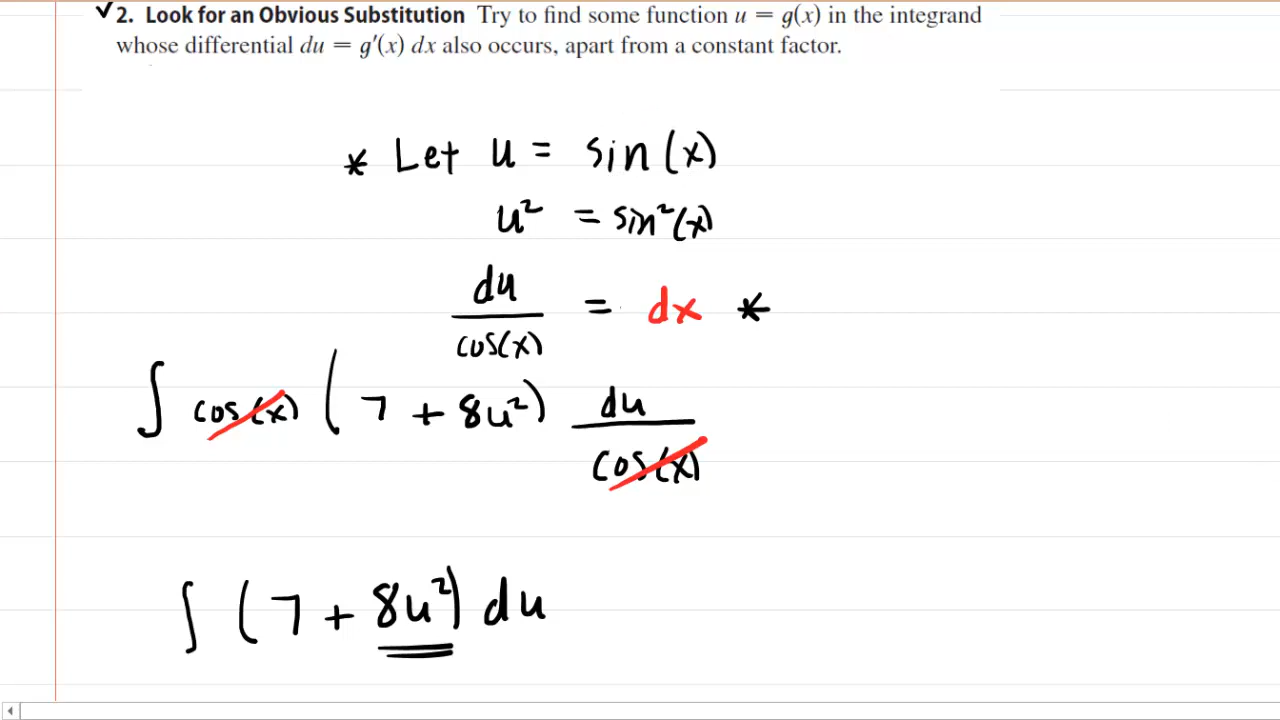 ✓ 2. Look for an Obvious Substitution Try to find some function u = g(x) in the integrand
whose differential du = g′(x) dx also occurs, apart from a constant factor.
* Let u = sin(x)
u² = sin²(x)
du/cos(x) = dx *
∫ cos(x) (7 + 8u²) du/cos(x)
∫ (7 + 8u²) du